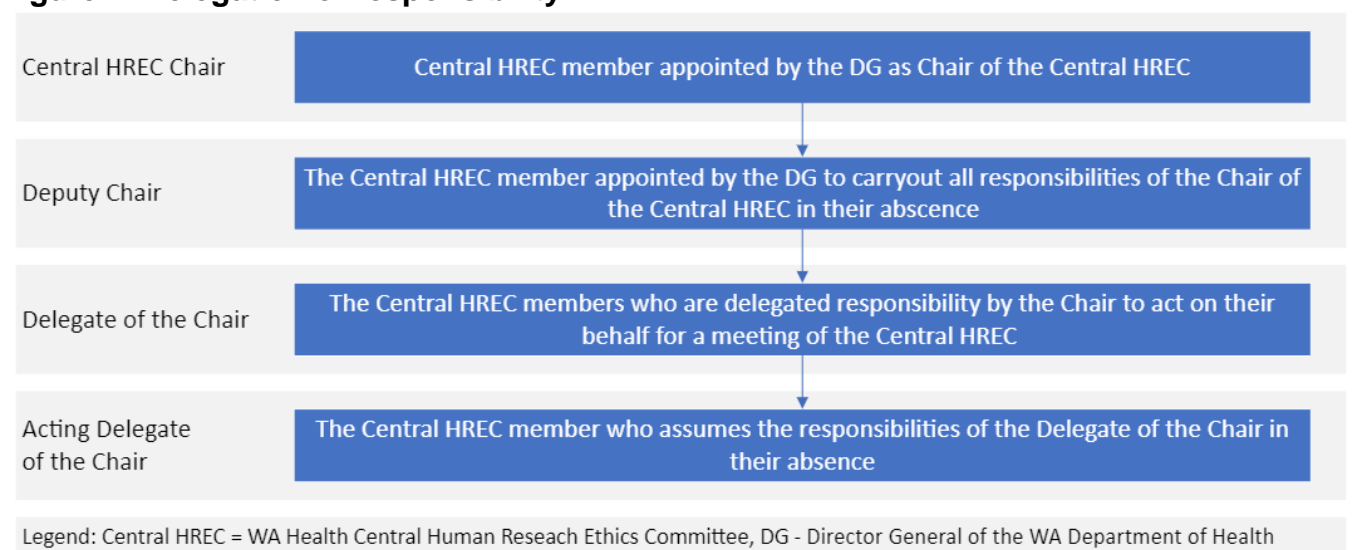 Central HREC Chair
Central HREC member appointed by the DG as Chair of the Central HREC
Deputy Chair
The Central HREC member appointed by the DG to carryout all responsibilities of the Chair of
the Central HREC in their abscence
Delegate of the Chair
The Central HREC members who are delegated responsibility by the Chair to act on their
behalf for a meeting of the Central HREC
Acting Delegate
of the Chair
The Central HREC member who assumes the responsibilities of the Delegate of the Chair in
their absence
Legend: Central HREC = WA Health Central Human Reseach Ethics Committee, DG - Director General of the WA Department of Health